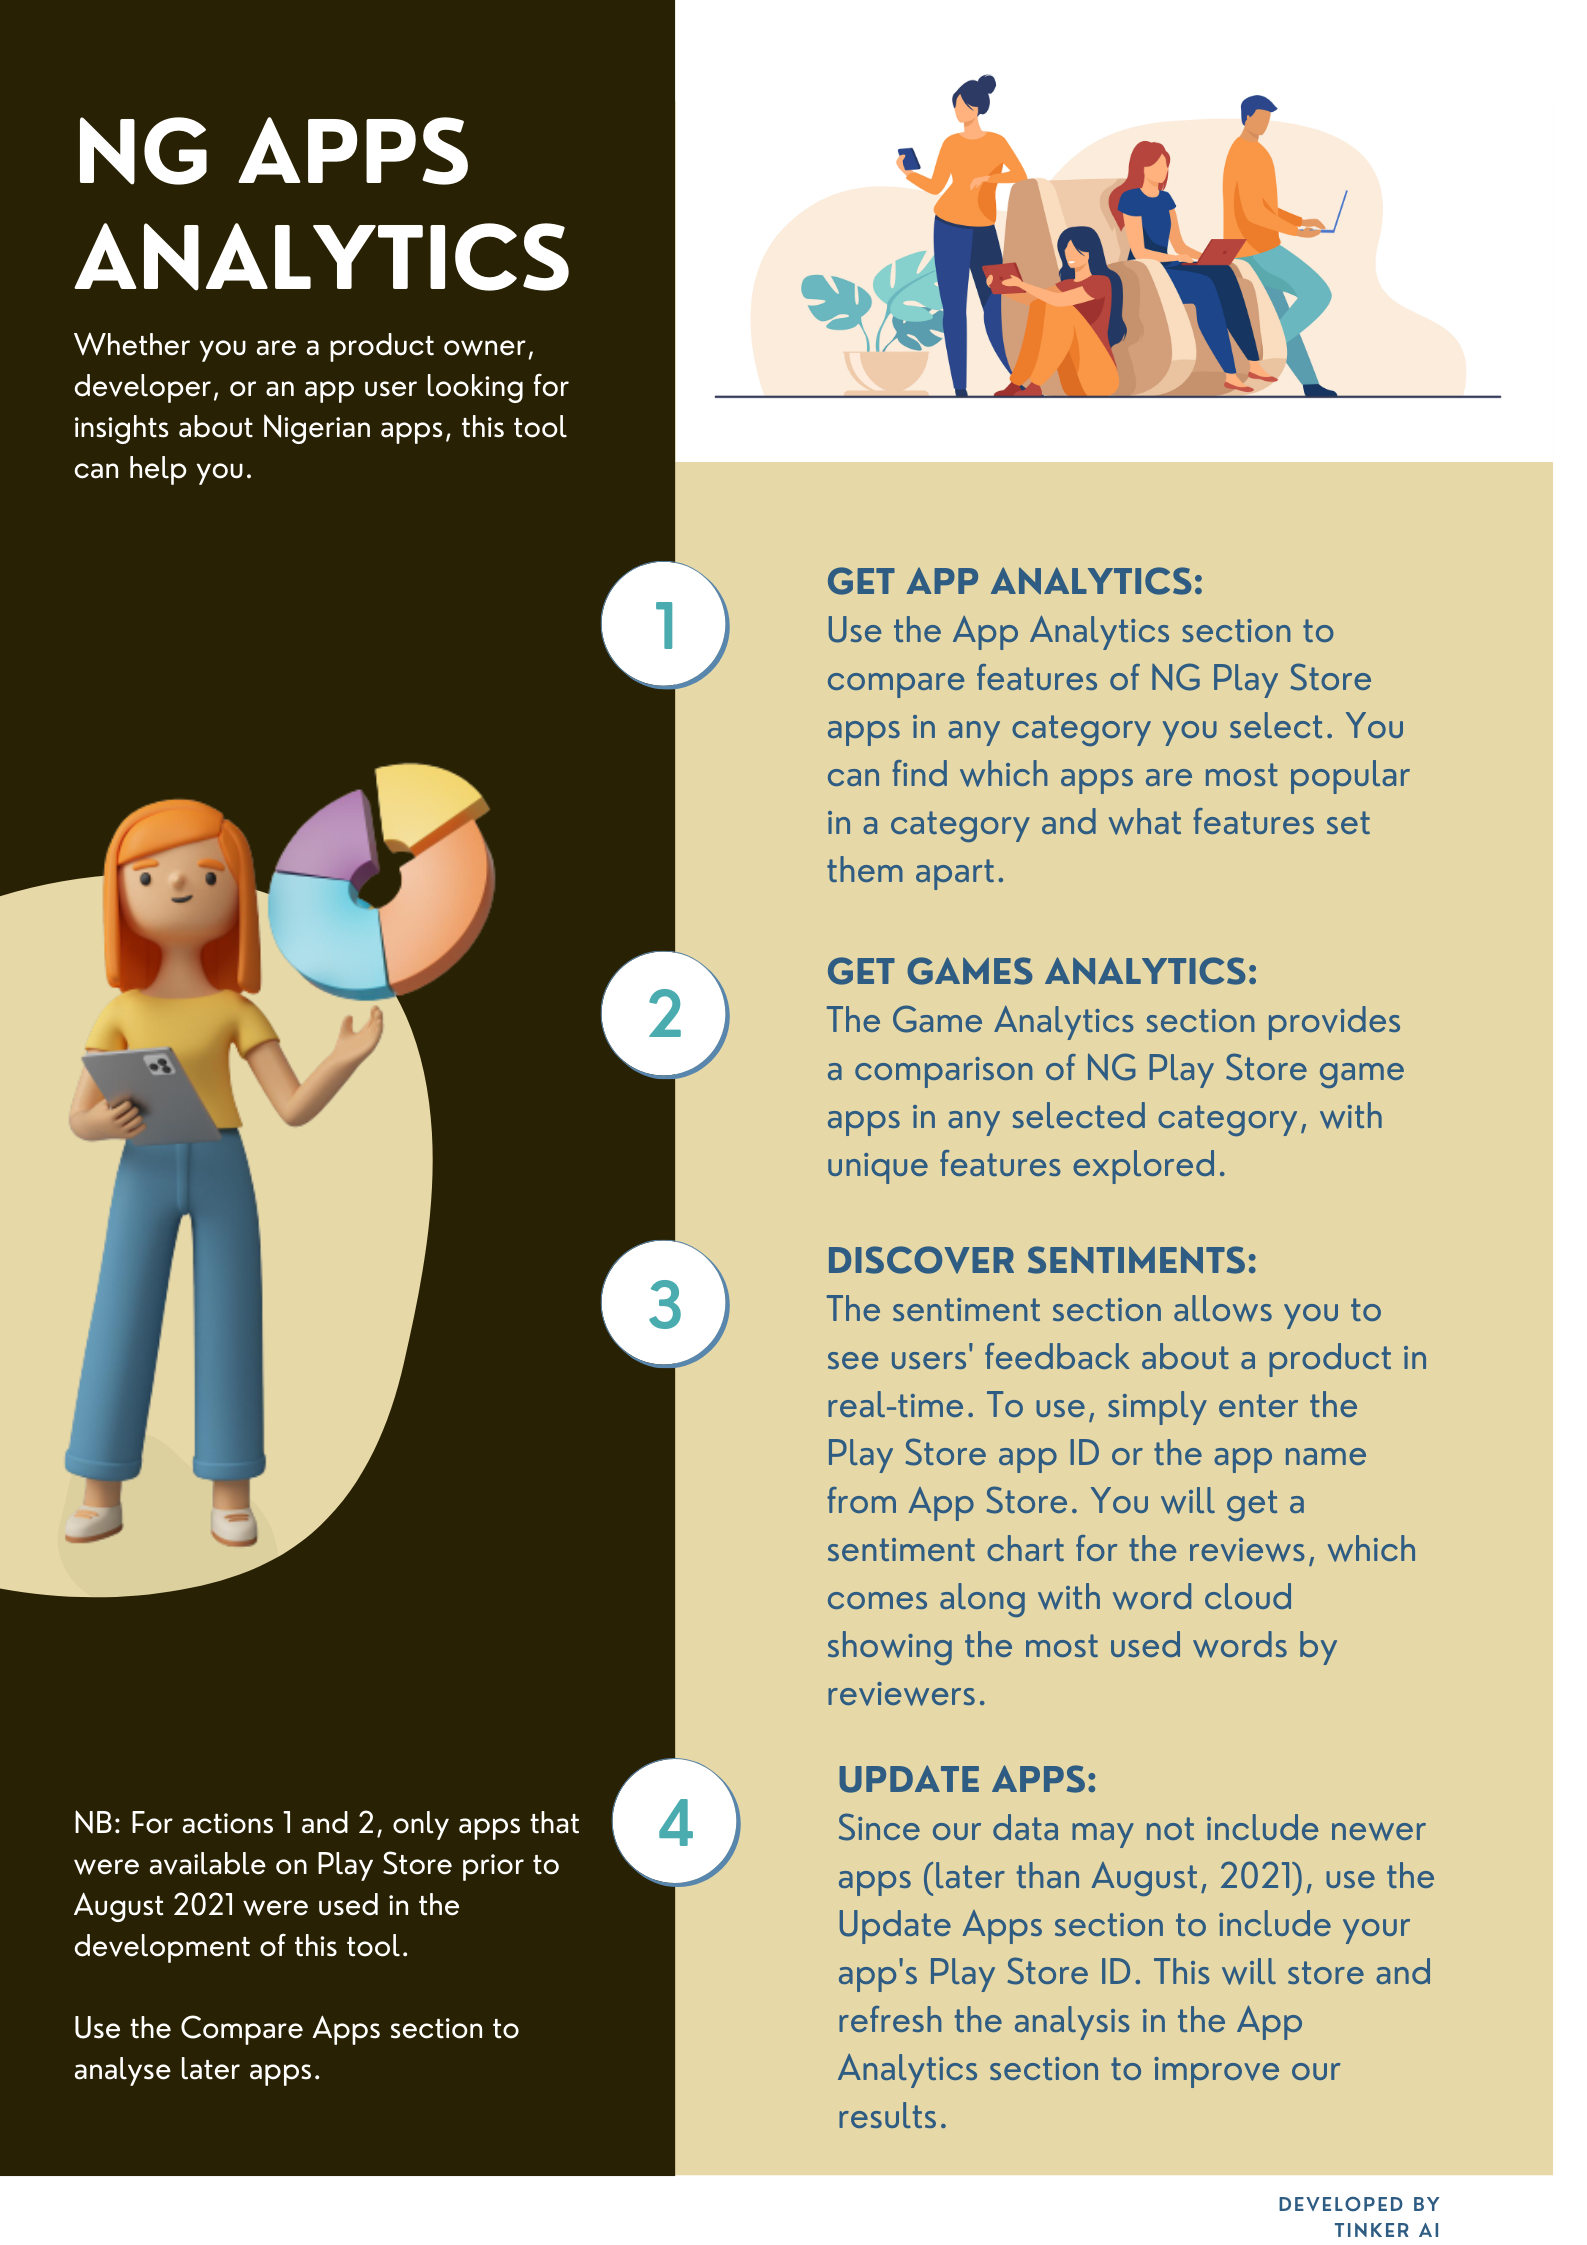 NG APPS
ANALYTICS
Whether you are a product owner,
developer, or an app user looking for
insights about Nigerian apps, this tool
can help you.
1
GET APP ANALYTICS:
Use the App Analytics section to
compare features of NG Play Store
apps in any category you select. You
can find which apps are most popular
in a category and what features set
them apart.
2
GET GAMES ANALYTICS:
The Game Analytics section provides
a comparison of NG Play Store game
apps in any selected category, with
unique features explored.
3
DISCOVER SENTIMENTS:
The sentiment section allows you to
see users' feedback about a product in
real-time. To use, simply enter the
Play Store app ID or the app name
from App Store. You will get a
sentiment chart for the reviews, which
comes along with word cloud
showing the most used words by
reviewers.
4
UPDATE APPS:
Since our data may not include newer
apps (later than August, 2021), use the
Update Apps section to include your
app's Play Store ID. This will store and
refresh the analysis in the App
Analytics section to improve our
results.
NB: For actions 1 and 2, only apps that
were available on Play Store prior to
August 2021 were used in the
development of this tool.
Use the Compare Apps section to
analyse later apps.
DEVELOPED BY
TINKER AI